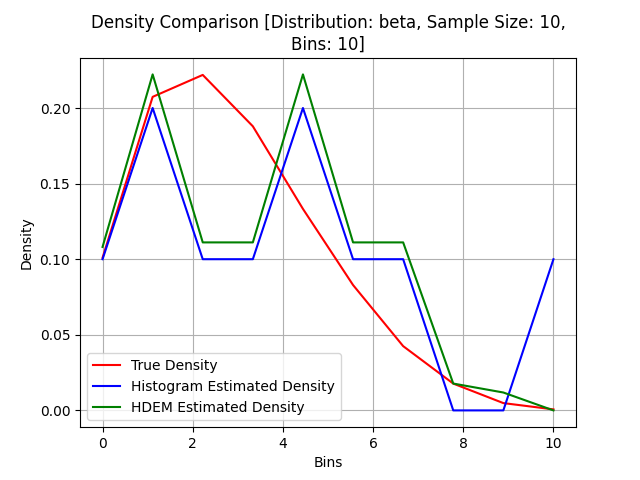 Density Comparison [Distribution: beta, Sample Size: 10,
Bins: 10]
Density
0.20
0.15
0.10
0.05
0.00
True Density
Histogram Estimated Density
HDEM Estimated Density
0 2 4 6 8 10
Bins